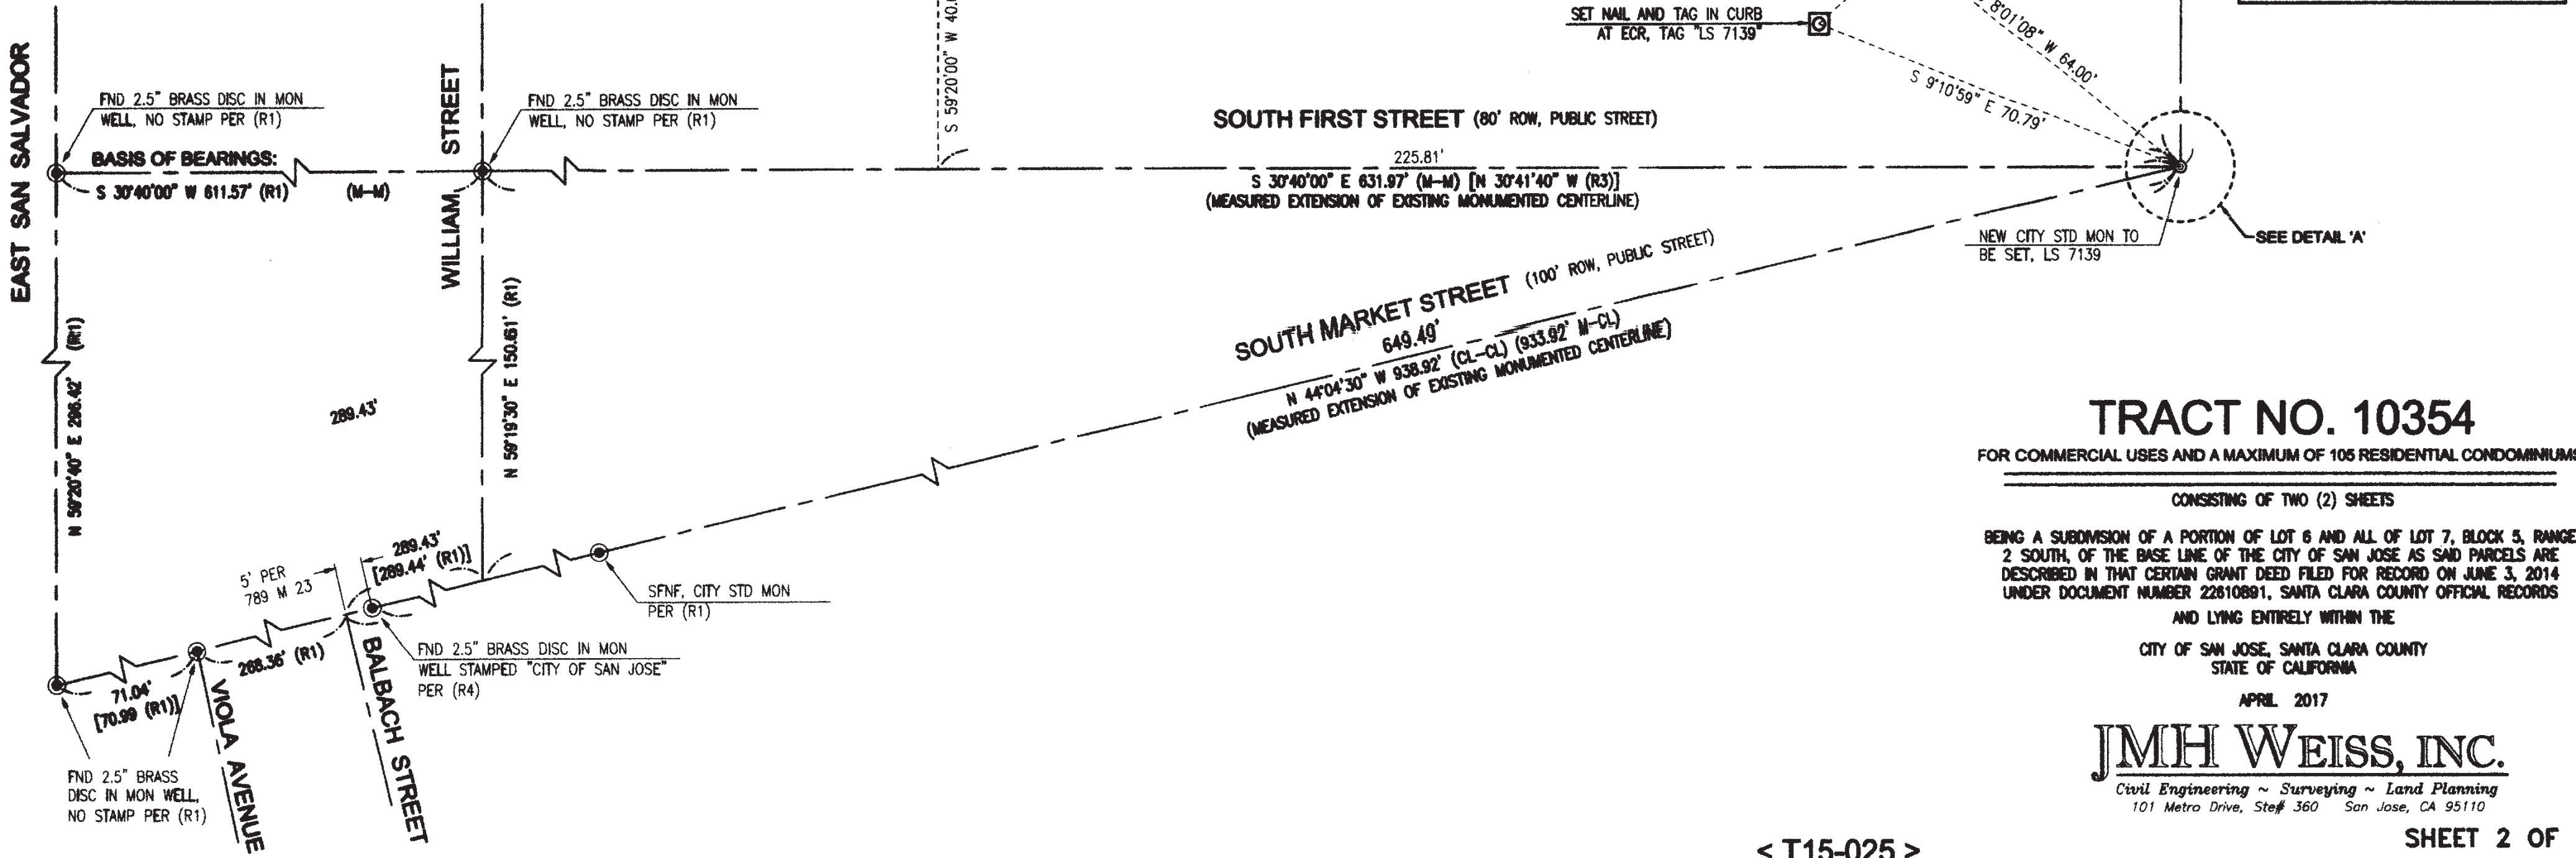 EAST SAN SALVADOR
FND 2.5" BRASS DISC IN MON
WELL, NO STAMP PER (R1)
BASIS OF BEARINGS:
S 30°40'00" W 611.57' (R1)
(M-M)
WILLIAM STREET
FND 2.5" BRASS DISC IN MON
WELL, NO STAMP PER (R1)
S 59°20'00" W
SET NAIL AND TAG IN CURB
AT ECR, TAG "LS 7139"
8°01'08" W 64.00'
S 9°10'59" E 70.79'
SOUTH FIRST STREET (80' ROW, PUBLIC STREET)
225.81'
S 30°40'00" E 631.97' (M-M) [N 30°41'40" W (R3)]
(MEASURED EXTENSION OF EXISTING MONUMENTED CENTERLINE)
NEW CITY STD MON TO
BE SET, LS 7139
SEE DETAIL 'A'
SOUTH MARKET STREET (100' ROW, PUBLIC STREET)
649.49'
N 44°04'30" W 938.92' (CL-CL) (933.92' M-CL)
(MEASURED EXTENSION OF EXISTING MONUMENTED CENTERLINE)
N 59°20'40" E 296.42' (R1)
289.43'
N 59°19'30" E 150.61' (R1)
5' PER
789 M 23
289.43'
[289.44' (R1)]
SFNF, CITY STD MON
PER (R1)
FND 2.5" BRASS DISC IN MON
WELL STAMPED "CITY OF SAN JOSE"
PER (R4)
268.36' (R1)
71.04'
[70.99 (R1)]
VIOLA AVENUE
BALBACH STREET
FND 2.5" BRASS
DISC IN MON WELL,
NO STAMP PER (R1)
TRACT NO. 10354
FOR COMMERCIAL USES AND A MAXIMUM OF 105 RESIDENTIAL CONDOMINIUMS
CONSISTING OF TWO (2) SHEETS
BEING A SUBDIVISION OF A PORTION OF LOT 6 AND ALL OF LOT 7, BLOCK 5, RANGE
2 SOUTH, OF THE BASE LINE OF THE CITY OF SAN JOSE AS SAID PARCELS ARE
DESCRIBED IN THAT CERTAIN GRANT DEED FILED FOR RECORD ON JUNE 3, 2014
UNDER DOCUMENT NUMBER 22610891, SANTA CLARA COUNTY OFFICIAL RECORDS
AND LYING ENTIRELY WITHIN THE
CITY OF SAN JOSE, SANTA CLARA COUNTY
STATE OF CALIFORNIA
APRIL 2017
JMH WEISS, INC.
Civil Engineering ~ Surveying ~ Land Planning
101 Metro Drive, Ste# 360 San Jose, CA 95110
< T15-025 >
SHEET 2 OF